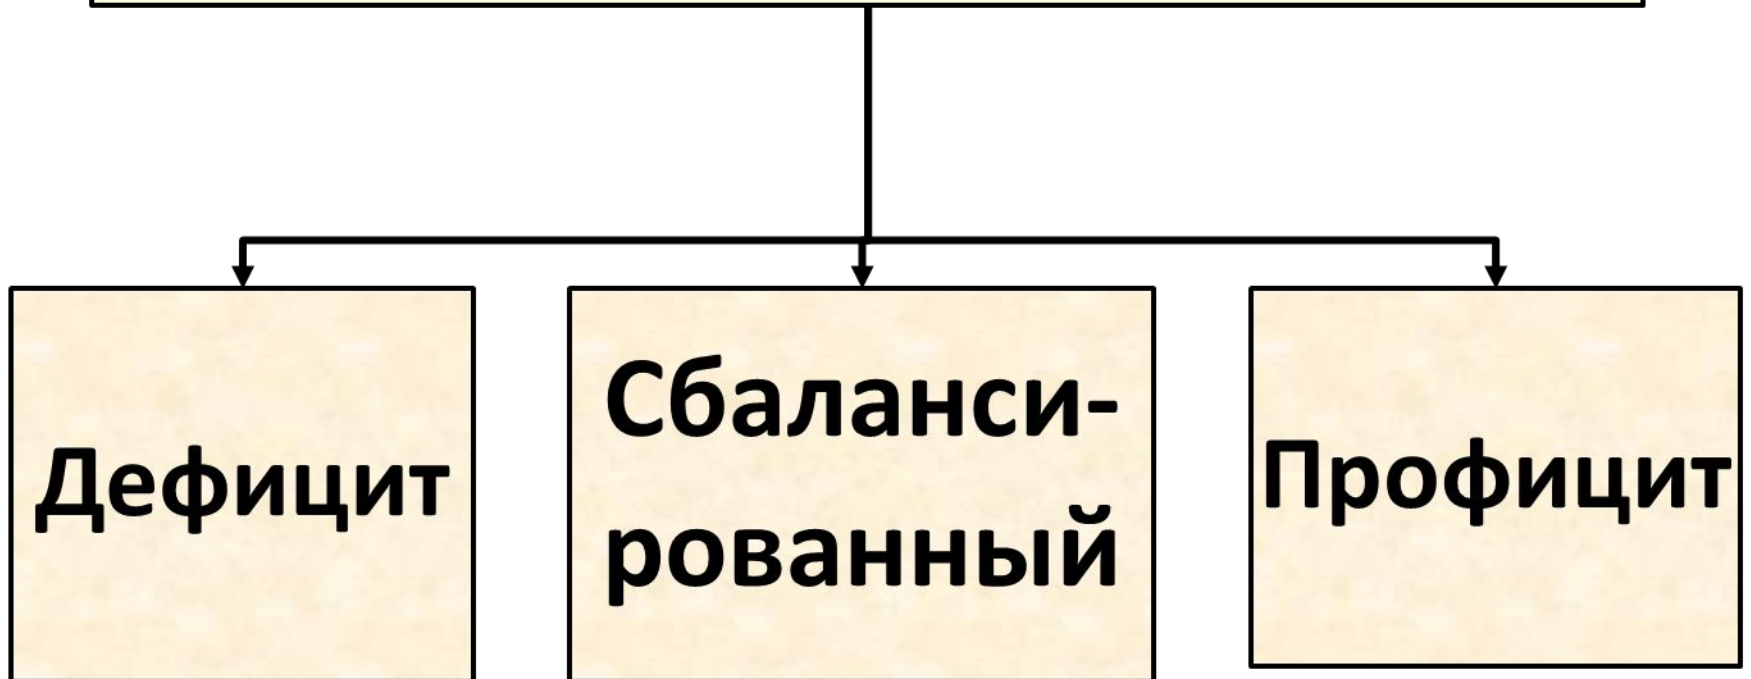 Дефицит
Сбаланси-
рованный
Профицит